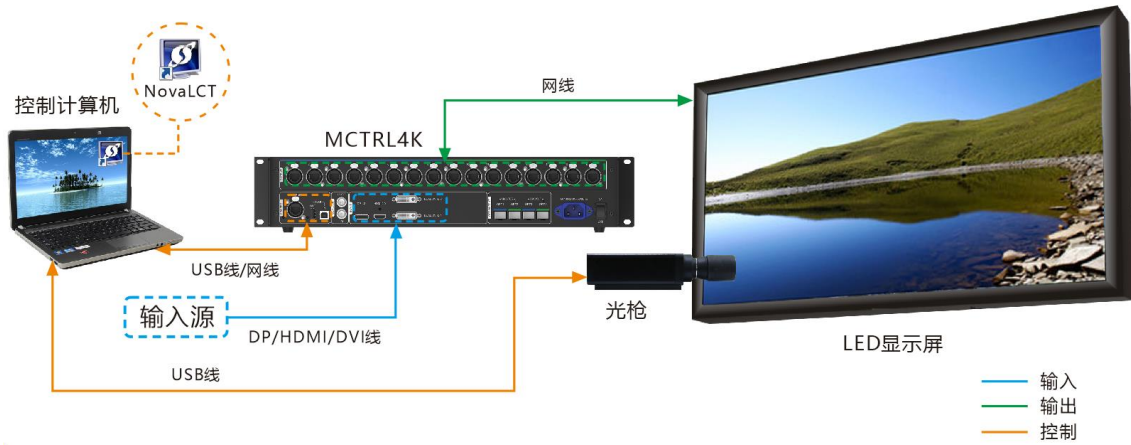 NovaLCT
控制计算机
网线
MCTRL4K
USB线/网线
光枪
输入源
DP/HDMI/DVI线
LED显示屏
USB线
输入
输出
控制